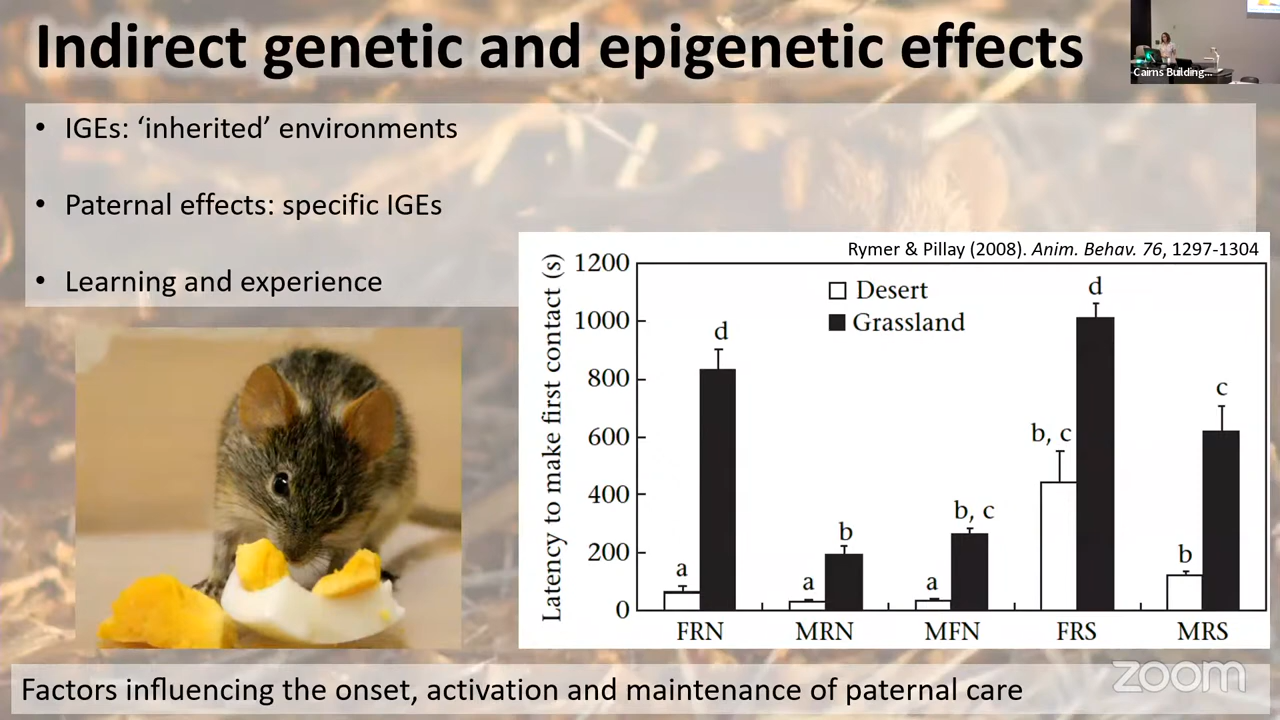 Indirect genetic and epigenetic effects
Cairns Building...
• IGEs: ‘inherited’ environments
• Paternal effects: specific IGEs
• Learning and experience
Rymer & Pillay (2008). Anim. Behav. 76, 1297-1304
Latency to make first contact (s)
1200
1000
800
600
400
200
0
Desert
Grassland
a
d
a
b
a
b, c
b, c
d
b
c
FRN
MRN
MFN
FRS
MRS
Factors influencing the onset, activation and maintenance of paternal care
zoom